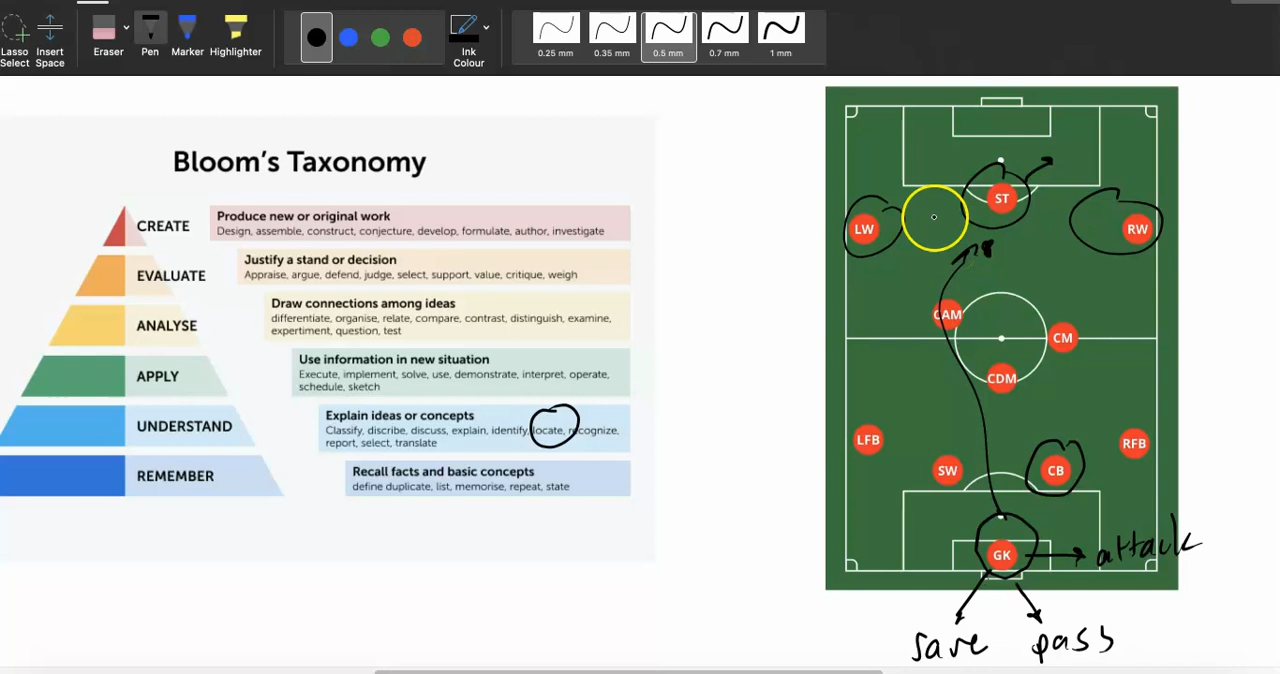 Lasso
Select
Insert
Space
Eraser
Pen
Marker
Highlighter
Ink
Colour
0.25 mm
0.35 mm
0.5 mm
0.7 mm
1 mm
Bloom's Taxonomy
CREATE
Produce new or original work
Design, assemble, construct, conjecture, develop, formulate, author, investigate
EVALUATE
Justify a stand or decision
Appraise, argue, defend, judge, select, support, value, critique, weigh
ANALYSE
Draw connections among ideas
differentiate, organise, relate, compare, contrast, distinguish, examine,
expertiment, question, test
APPLY
Use information in new situation
Execute, implement, solve, use, demonstrate, interpret, operate,
schedule, sketch
UNDERSTAND
Explain ideas or concepts
Classify, discribe, discuss, explain, identify, locate, recognize,
report, select, translate
REMEMBER
Recall facts and basic concepts
define duplicate, list, memorise, repeat, state
ST
LW
RW
CAM
CM
CDM
LFB
RFB
SW
CB
GK
attack
save
pass